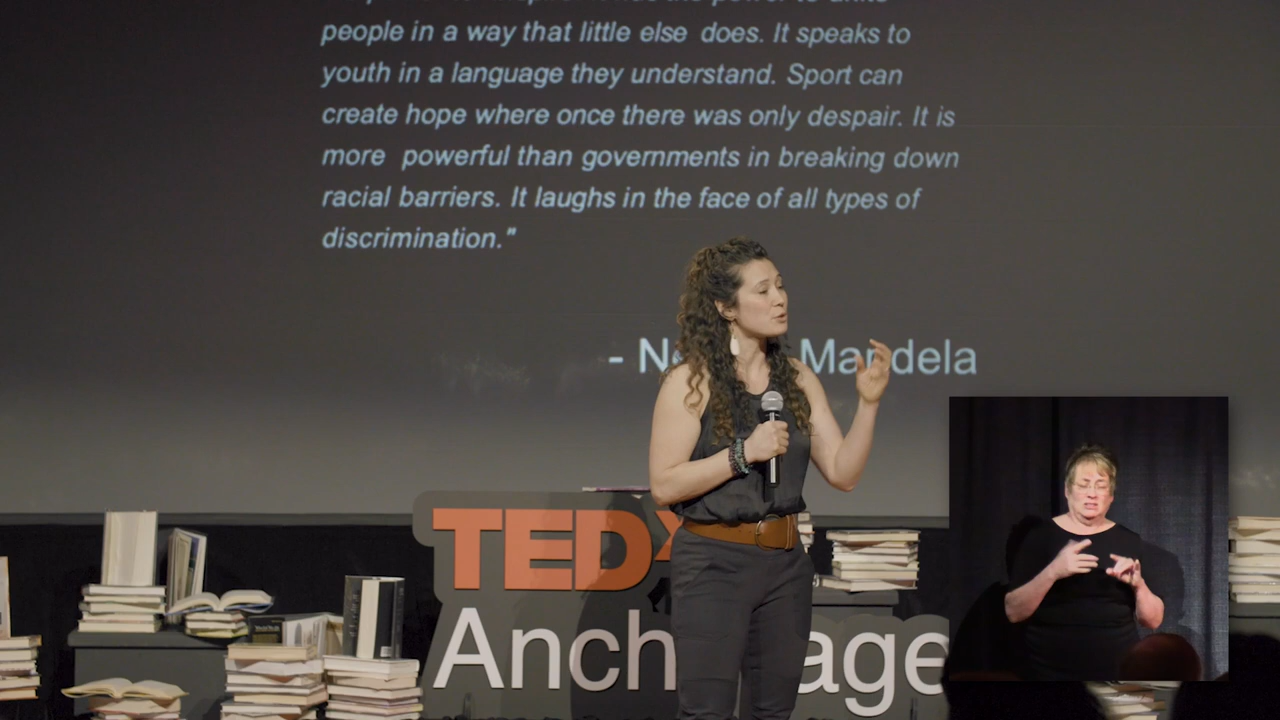 people in a way that little else does. It speaks to
youth in a language they understand. Sport can
create hope where once there was only despair. It is
more powerful than governments in breaking down
racial barriers. It laughs in the face of all types of
discrimination."
- Mandela
TEDx